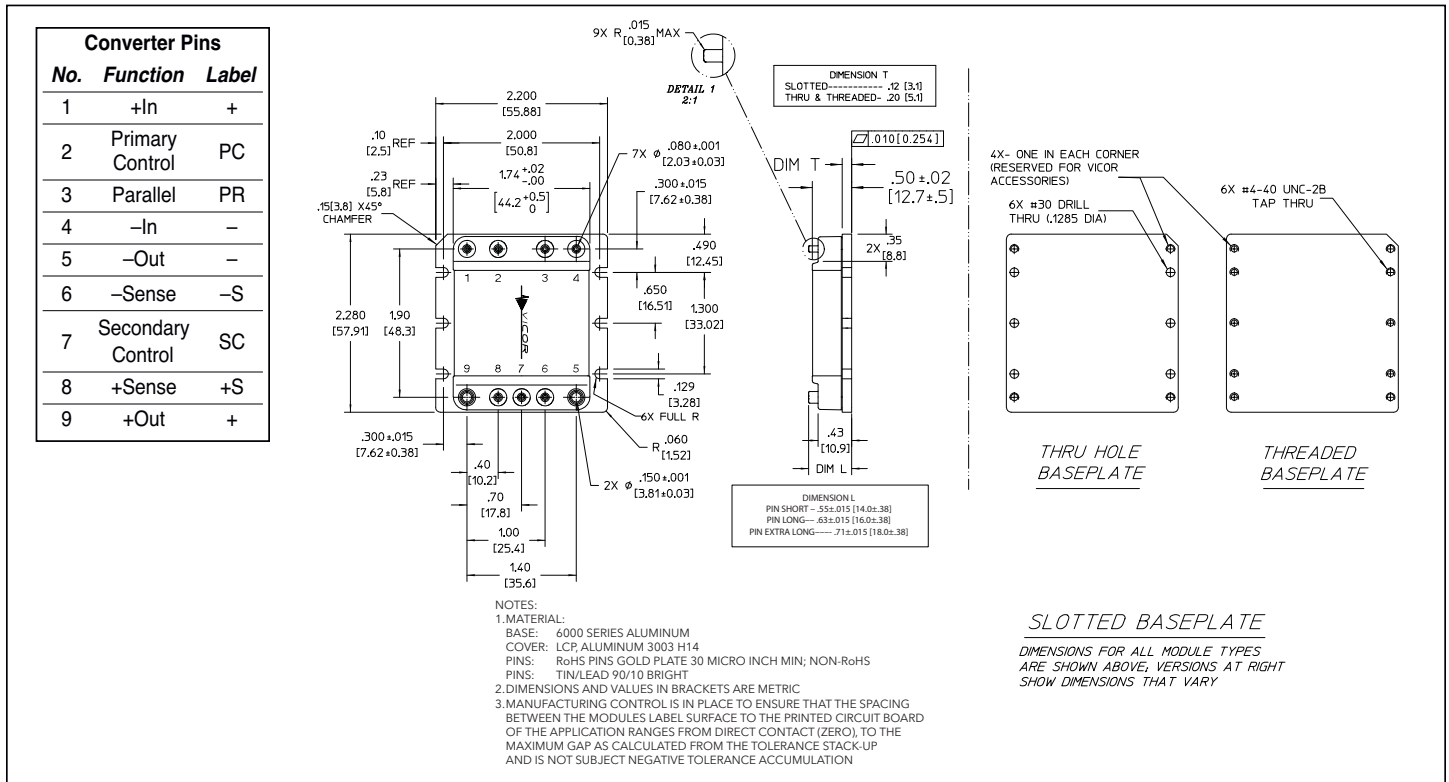 Converter Pins
No. Function Label
1 +In +
2 Primary Control PC
3 Parallel PR
4 –In –
5 –Out –
6 –Sense –S
7 Secondary Control SC
8 +Sense +S
9 +Out +
9X R .015 [0.38] MAX
DETAIL 1
2:1
DIMENSION T
SLOTTED----------- .12 [3.1]
THRU & THREADED- .20 [5.1]
2.200
[55.88]
.10
[2.5] REF
2.000
[50.8]
.23
[5.8] REF
1.74 +.02 -.00
[44.2 +0.5 0]
7X ø .080±.001
[2.03±0.03]
.300±.015
[7.62±0.38]
.15[3.8] X45°
CHAMFER
.490
[12.45]
1 2 3 4
.650
[16.51]
1.300
[33.02]
2.280
[57.91]
1.90
[48.3]
VICOR
9 8 7 6 5
.129
[3.28]
6X FULL R
R .060
[1.52]
2X ø .150±.001
[3.81±0.03]
.300±.015
[7.62±0.38]
.40
[10.2]
.70
[17.8]
1.00
[25.4]
1.40
[35.6]
⏥ .010[0.254]
DIM T
.50±.02
[12.7±.5]
2X .35
[8.8]
.43
[10.9]
DIM L
DIMENSION L
PIN SHORT – .55±.015 [14.0±.38]
PIN LONG–– .63±.015 [16.0±.38]
PIN EXTRA LONG–––– .71±.015 [18.0±.38]
4X- ONE IN EACH CORNER
(RESERVED FOR VICOR
ACCESSORIES)
6X #30 DRILL
THRU (.1285 DIA)
6X #4-40 UNC-2B
TAP THRU
THRU HOLE
BASEPLATE
THREADED
BASEPLATE
SLOTTED BASEPLATE
DIMENSIONS FOR ALL MODULE TYPES
ARE SHOWN ABOVE; VERSIONS AT RIGHT
SHOW DIMENSIONS THAT VARY
NOTES:
1.MATERIAL:
BASE: 6000 SERIES ALUMINUM
COVER: LCP, ALUMINUM 3003 H14
PINS: RoHS PINS GOLD PLATE 30 MICRO INCH MIN; NON-RoHS
PINS: TIN/LEAD 90/10 BRIGHT
2.DIMENSIONS AND VALUES IN BRACKETS ARE METRIC
3.MANUFACTURING CONTROL IS IN PLACE TO ENSURE THAT THE SPACING
BETWEEN THE MODULES LABEL SURFACE TO THE PRINTED CIRCUIT BOARD
OF THE APPLICATION RANGES FROM DIRECT CONTACT (ZERO), TO THE
MAXIMUM GAP AS CALCULATED FROM THE TOLERANCE STACK-UP
AND IS NOT SUBJECT NEGATIVE TOLERANCE ACCUMULATION